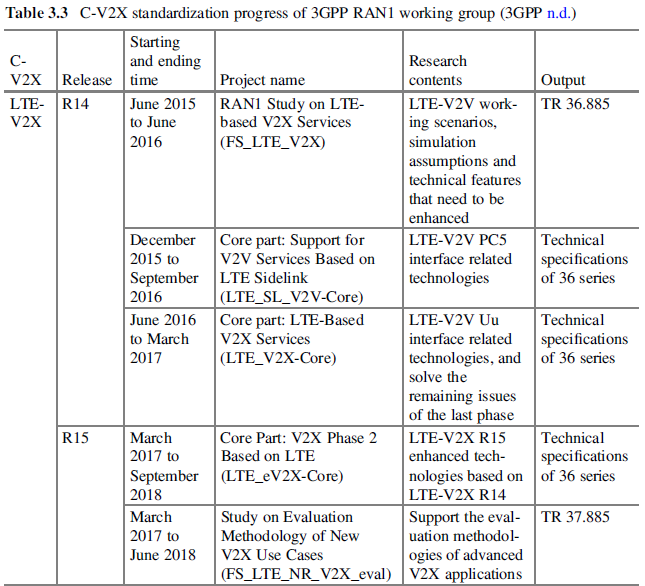 Table 3.3 C-V2X standardization progress of 3GPP RAN1 working group (3GPP n.d.)
C-
V2X
Release
Starting
and ending
time
Project name
Research
contents
Output
LTE-
V2X
R14
June 2015
to June
2016
RAN1 Study on LTE-
based V2X Services
(FS_LTE_V2X)
LTE-V2V work-
ing scenarios,
simulation
assumptions and
technical features
that need to be
enhanced
TR 36.885
December
2015 to
September
2016
Core part: Support for
V2V Services Based on
LTE Sidelink
(LTE_SL_V2V-Core)
LTE-V2V PC5
interface related
technologies
Technical
specifications
of 36 series
June 2016
to March
2017
Core part: LTE-Based
V2X Services
(LTE_V2X-Core)
LTE-V2V Uu
interface related
technologies, and
solve the
remaining issues
of the last phase
Technical
specifications
of 36 series
R15
March
2017 to
September
2018
Core Part: V2X Phase 2
Based on LTE
(LTE_eV2X-Core)
LTE-V2X R15
enhanced tech-
nologies based on
LTE-V2X R14
Technical
specifications
of 36 series
March
2017 to
June 2018
Study on Evaluation
Methodology of New
V2X Use Cases
(FS_LTE_NR_V2X_eval)
Support the eval-
uation methodol-
ogies of advanced
V2X applications
TR 37.885